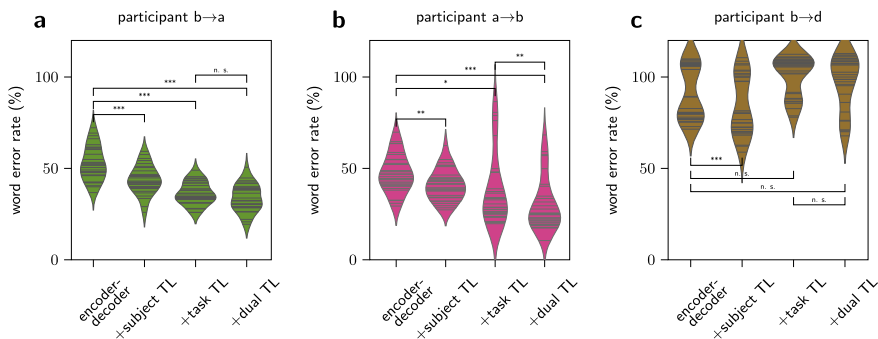 a
participant b→a
word error rate (%)
100
50
0
n. s.
***
***
***
encoder-
decoder
+subject TL
+task TL
+dual TL
b
participant a→b
word error rate (%)
100
50
0
**
***
*
**
encoder-
decoder
+subject TL
+task TL
+dual TL
c
participant b→d
word error rate (%)
100
50
0
***
n. s.
n. s.
n. s.
encoder-
decoder
+subject TL
+task TL
+dual TL